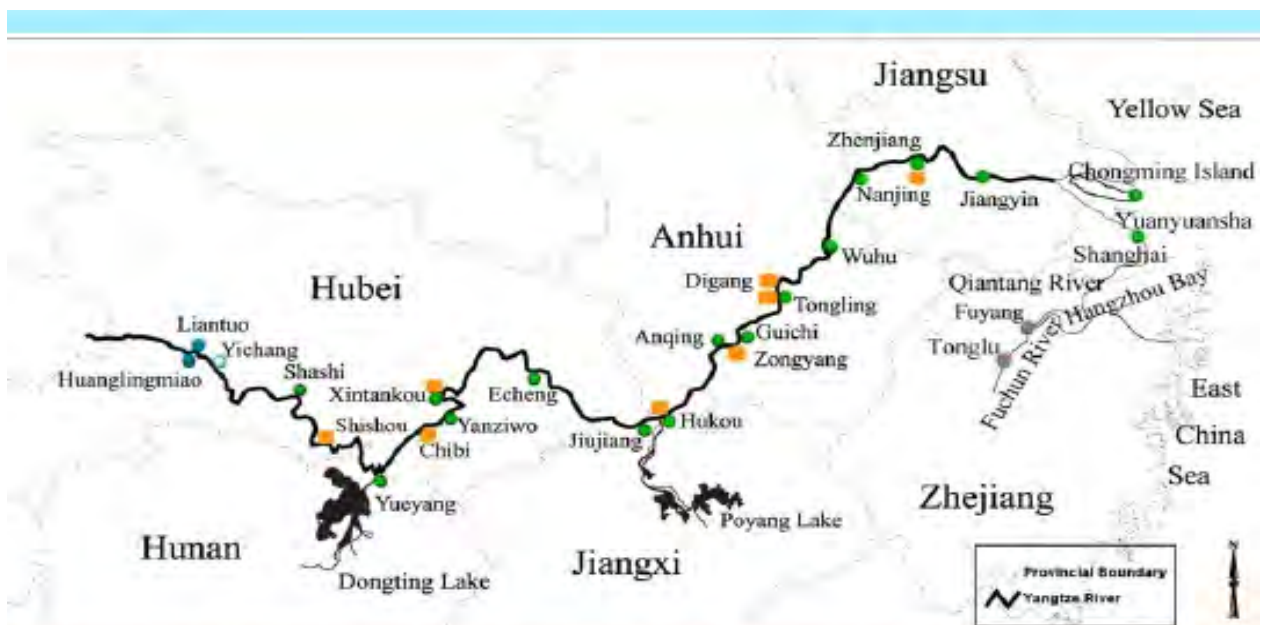 Jiangsu
Yellow Sea
Zhenjiang
Chongming Island
Nanjing
Jiangyin
Anhui
Yuanyuansha
Wuhu
Shanghai
Digang
Qiantang River
Hubei
Tongling
Hangzhou Bay
Fuyang
Liantuo
Anqing
Guichi
Yichang
Zongyang
Tonglu
Huanglingmiao
Shashi
Xintankou
Echeng
Fuchun River
East
Shishou
Yanziwo
Hukou
Jiujiang
China
Chibi
Sea
Yueyang
Zhejiang
Poyang Lake
Hunan
Jiangxi
Dongting Lake
N
Provincial Boundary
Yangtze River